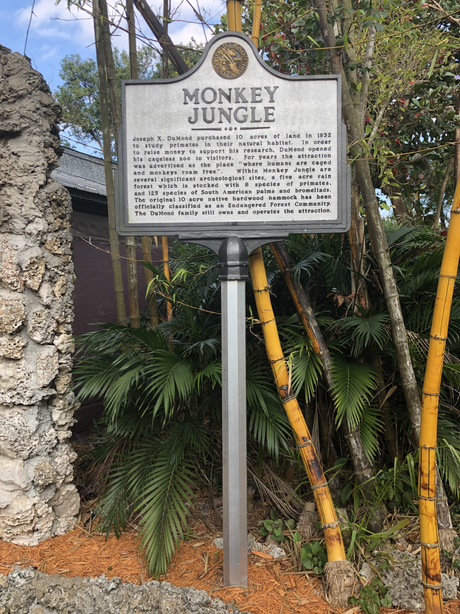 MONKEY
JUNGLE
Joseph X. DuMond purchased 10 acres of land in 1932
to study primates in their natural habitat. In order
to raise money to support his research, DuMond opened
his cageless zoo to visitors. For years the attraction
was advertised as the place "where humans are caged
and monkeys roam free". Within Monkey Jungle are
several significant archeological sites, a five acre rain
forest which is stocked with 8 species of primates,
and 125 species of South American palms and bromeliads.
The original 10 acre native hardwood hammock has been
officially classified as an Endangered Forest Community.
The DuMond family still owns and operates the attraction.